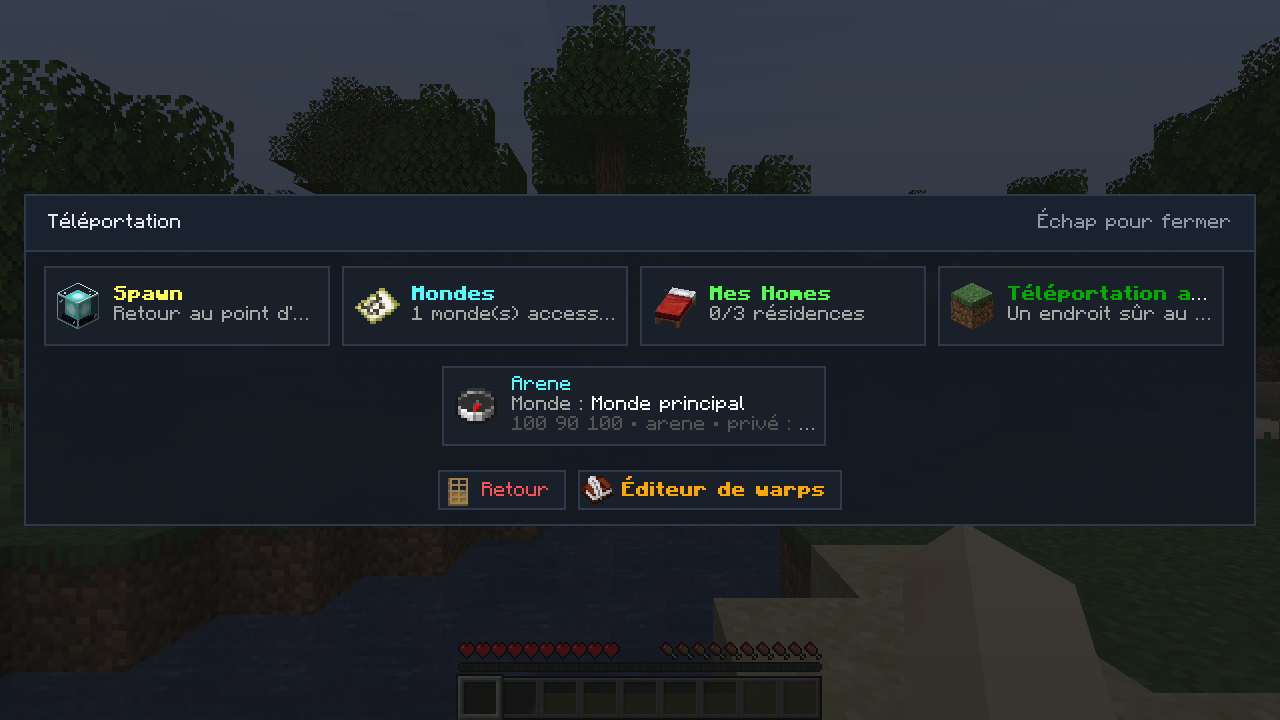 Téléportation
Échap pour fermer
Spawn
Retour au point d'...
Mondes
1 monde(s) access...
Mes Homes
0/3 résidences
Téléportation a...
Un endroit sûr au ...
Arene
Monde : Monde principal
100 90 100 • arene • privé : ...
Retour
Éditeur de warps